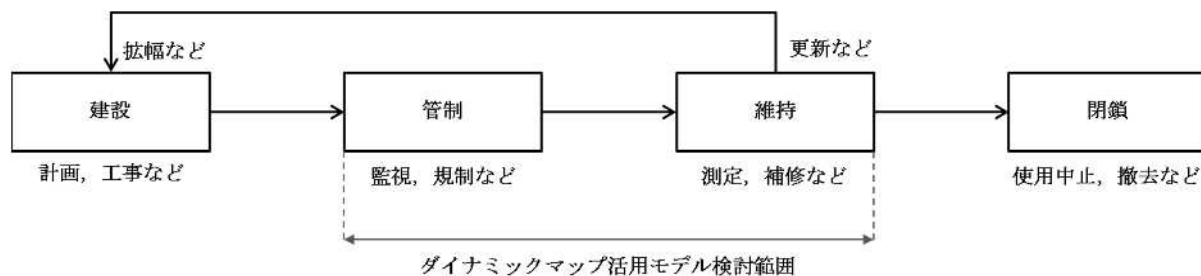 拡幅など
更新など
建設
管制
維持
閉鎖
計画，工事など
監視，規制など
測定，補修など
使用中止，撤去など
ダイナミックマップ活用モデル検討範囲